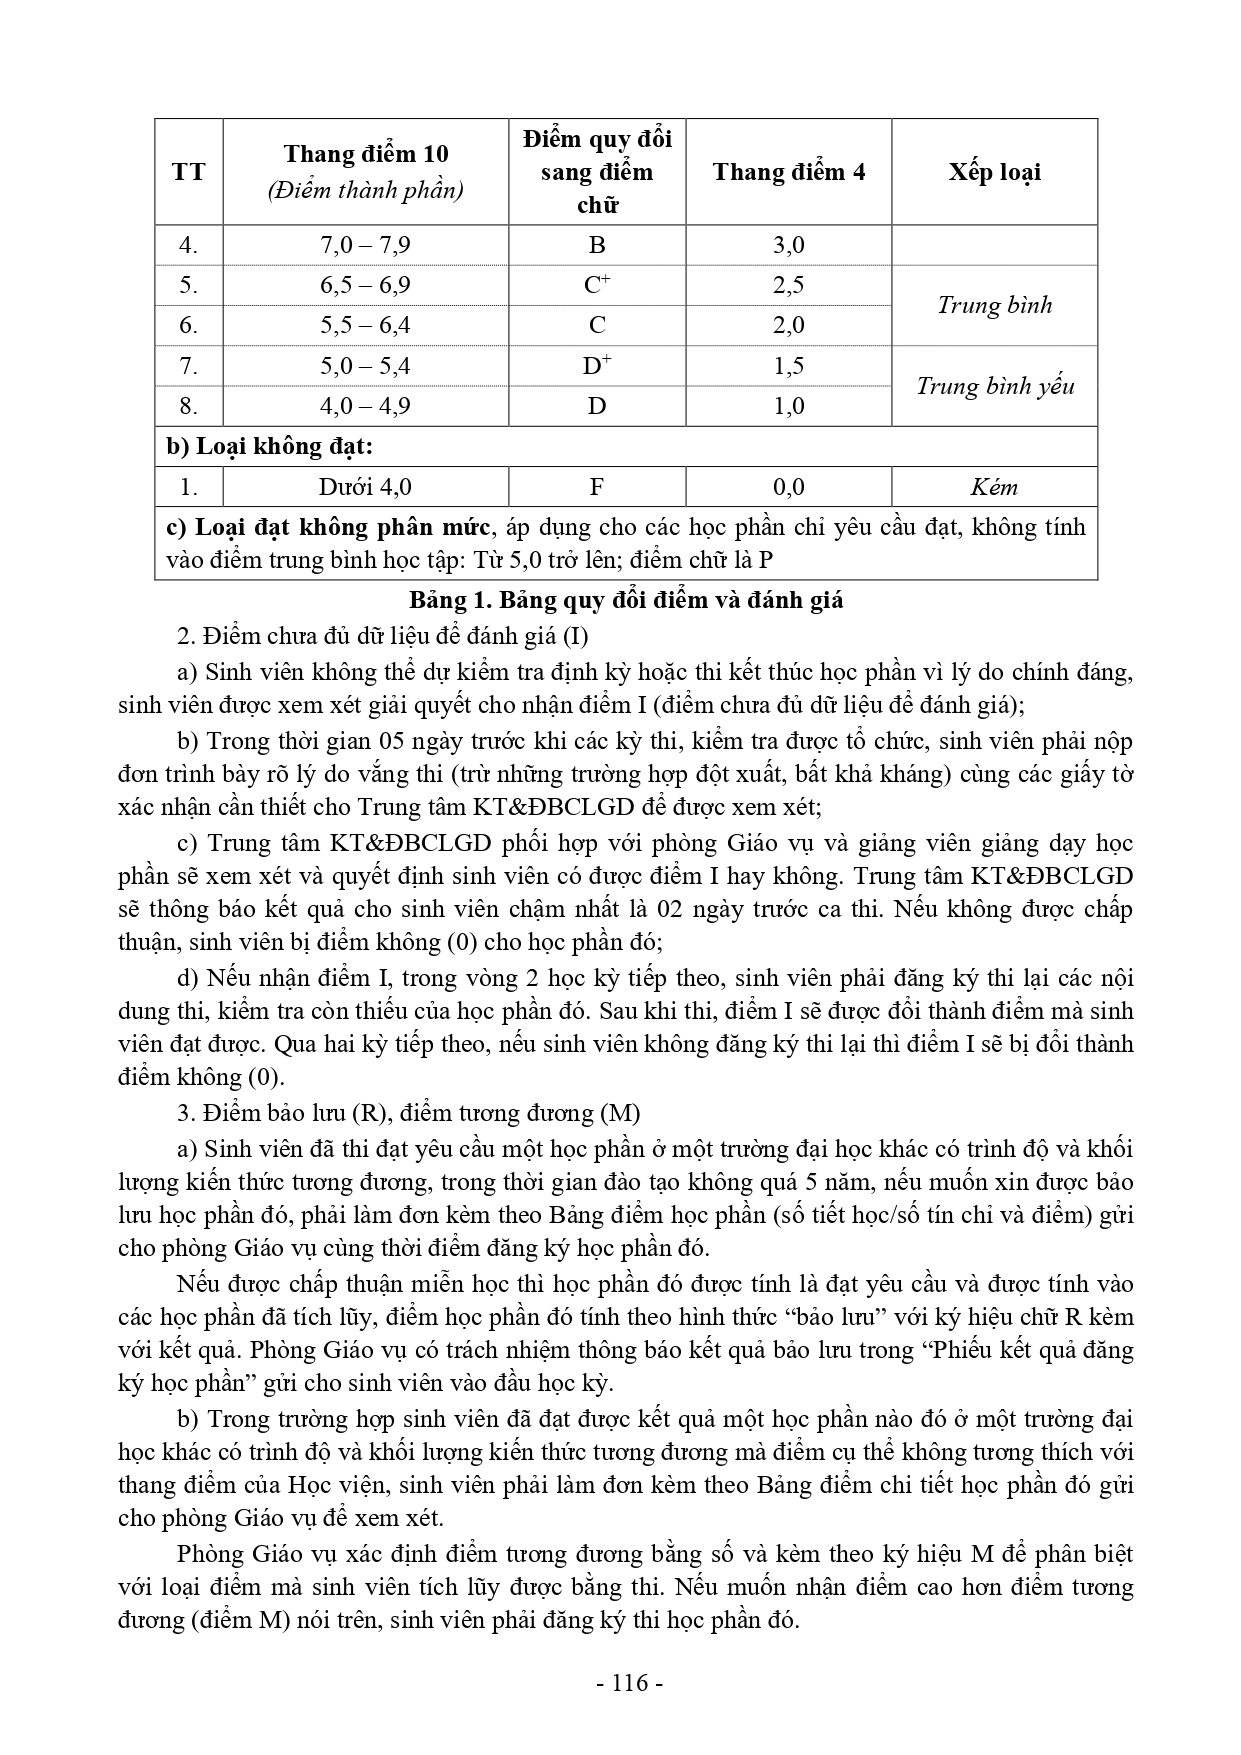 TT
Thang điểm 10
(Điểm thành phần)
Điểm quy đổi
sang điểm
chữ
Thang điểm 4
Xếp loại
4. 7,0 – 7,9 B 3,0
5. 6,5 – 6,9 C+ 2,5
Trung bình
6. 5,5 – 6,4 C 2,0
7. 5,0 – 5,4 D+ 1,5
Trung bình yếu
8. 4,0 – 4,9 D 1,0
b) Loại không đạt:
1. Dưới 4,0 F 0,0 Kém
c) Loại đạt không phân mức, áp dụng cho các học phần chỉ yêu cầu đạt, không tính
vào điểm trung bình học tập: Từ 5,0 trở lên; điểm chữ là P
Bảng 1. Bảng quy đổi điểm và đánh giá
2. Điểm chưa đủ dữ liệu để đánh giá (I)
a) Sinh viên không thể dự kiểm tra định kỳ hoặc thi kết thúc học phần vì lý do chính đáng,
sinh viên được xem xét giải quyết cho nhận điểm I (điểm chưa đủ dữ liệu để đánh giá);
b) Trong thời gian 05 ngày trước khi các kỳ thi, kiểm tra được tổ chức, sinh viên phải nộp
đơn trình bày rõ lý do vắng thi (trừ những trường hợp đột xuất, bất khả kháng) cùng các giấy tờ
xác nhận cần thiết cho Trung tâm KT&ĐBCLGD để được xem xét;
c) Trung tâm KT&ĐBCLGD phối hợp với phòng Giáo vụ và giảng viên giảng dạy học
phần sẽ xem xét và quyết định sinh viên có được điểm I hay không. Trung tâm KT&ĐBCLGD
sẽ thông báo kết quả cho sinh viên chậm nhất là 02 ngày trước ca thi. Nếu không được chấp
thuận, sinh viên bị điểm không (0) cho học phần đó;
d) Nếu nhận điểm I, trong vòng 2 học kỳ tiếp theo, sinh viên phải đăng ký thi lại các nội
dung thi, kiểm tra còn thiếu của học phần đó. Sau khi thi, điểm I sẽ được đổi thành điểm mà sinh
viên đạt được. Qua hai kỳ tiếp theo, nếu sinh viên không đăng ký thi lại thì điểm I sẽ bị đổi thành
điểm không (0).
3. Điểm bảo lưu (R), điểm tương đương (M)
a) Sinh viên đã thi đạt yêu cầu một học phần ở một trường đại học khác có trình độ và khối
lượng kiến thức tương đương, trong thời gian đào tạo không quá 5 năm, nếu muốn xin được bảo
lưu học phần đó, phải làm đơn kèm theo Bảng điểm học phần (số tiết học/số tín chỉ và điểm) gửi
cho phòng Giáo vụ cùng thời điểm đăng ký học phần đó.
Nếu được chấp thuận miễn học thì học phần đó được tính là đạt yêu cầu và được tính vào
các học phần đã tích lũy, điểm học phần đó tính theo hình thức “bảo lưu” với ký hiệu chữ R kèm
với kết quả. Phòng Giáo vụ có trách nhiệm thông báo kết quả bảo lưu trong “Phiếu kết quả đăng
ký học phần” gửi cho sinh viên vào đầu học kỳ.
b) Trong trường hợp sinh viên đã đạt được kết quả một học phần nào đó ở một trường đại
học khác có trình độ và khối lượng kiến thức tương đương mà điểm cụ thể không tương thích với
thang điểm của Học viện, sinh viên phải làm đơn kèm theo Bảng điểm chi tiết học phần đó gửi
cho phòng Giáo vụ để xem xét.
Phòng Giáo vụ xác định điểm tương đương bằng số và kèm theo ký hiệu M để phân biệt
với loại điểm mà sinh viên tích lũy được bằng thi. Nếu muốn nhận điểm cao hơn điểm tương
đương (điểm M) nói trên, sinh viên phải đăng ký thi học phần đó.
- 116 -